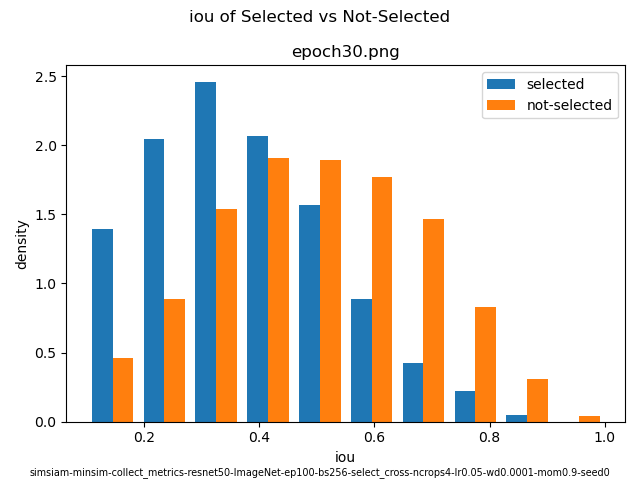 iou of Selected vs Not-Selected
epoch30.png
selected
not-selected
density
2.5
2.0
1.5
1.0
0.5
0.0
0.2
0.4
0.6
0.8
1.0
iou
simsiam-minsim-collect_metrics-resnet50-ImageNet-ep100-bs256-select_cross-ncrops4-lr0.05-wd0.0001-mom0.9-seed0